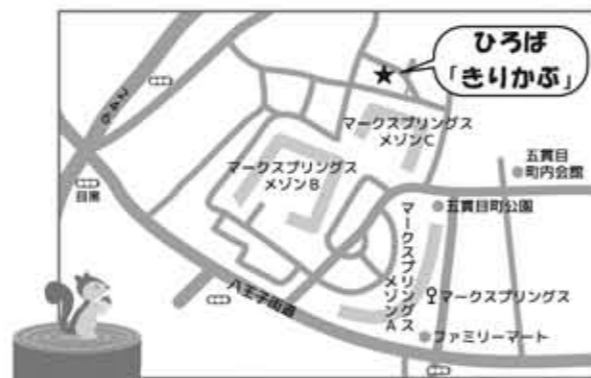 ひろば
「きりかぶ」
246
マークスプリングス
メゾンC
マークスプリングス
メゾンB
五貫目
町内会館
目黒
五貫目町公園
マークスプリングス
メゾンA
八王子街道
マークスプリングス
ファミリーマート